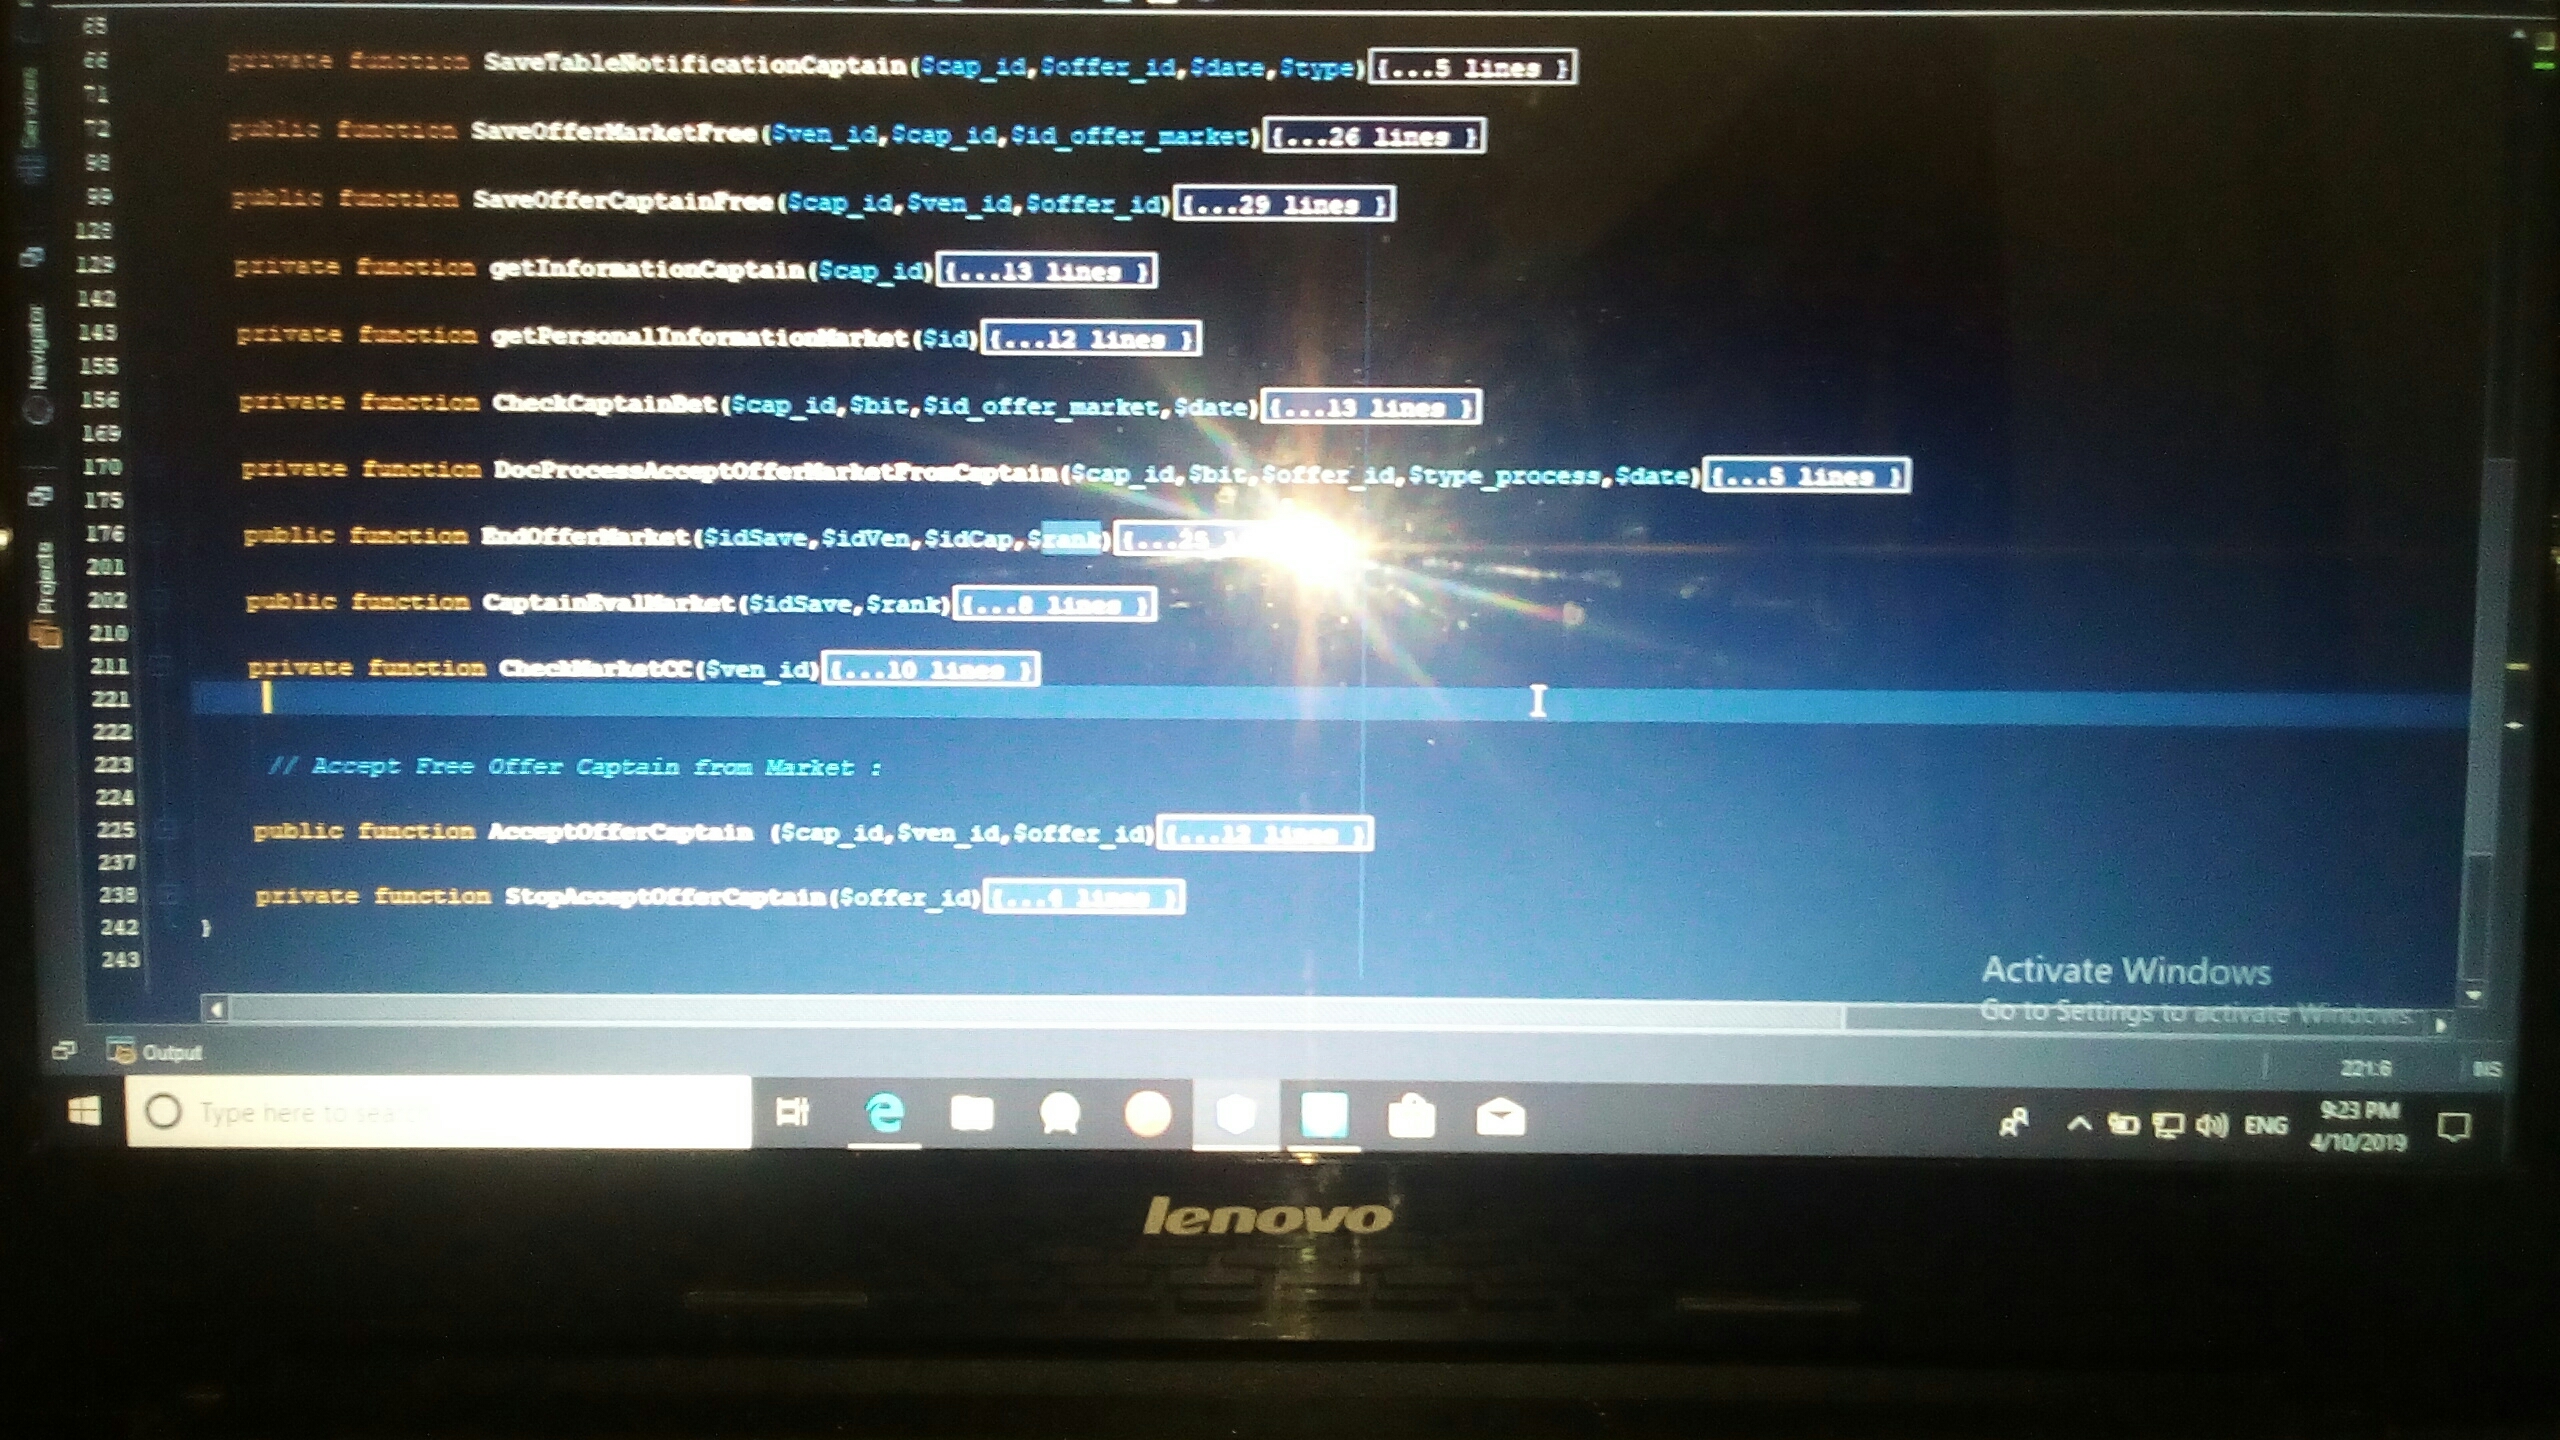 65
66 private function SaveTableNotificationCaptain($cap_id,$offer_id,$date,$type){...5 lines }
71
72 public function SaveOfferMarketFree($ven_id,$cap_id,$id_offer_market){...26 lines }
98
99 public function SaveOfferCaptainFree($cap_id,$ven_id,$offer_id){...29 lines }
128
129 private function getInformationCaptain($cap_id){...13 lines }
142
143 private function getPersonalInformationMarket($id){...12 lines }
155
156 private function CheckCaptainBet($cap_id,$bit,$id_offer_market,$date){...13 lines }
169
170 private function DocProcessAcceptOfferMarketFromCaptain($cap_id,$bit,$offer_id,$type_process,$date){...5 lines }
175
176 public function EndOfferMarket($idSave,$idVen,$idCap,$rank){...25
201
202 public function CaptainEvalMarket($idSave,$rank){...8 lines }
210
211 private function CheckMarketCC($ven_id){...10 lines }
221
222
223 // Accept Free Offer Captain from Market :
224
225 public function AcceptOfferCaptain ($cap_id,$ven_id,$offer_id){...12 lines }
237
238 private function StopAcceptOfferCaptain($offer_id){...4 lines }
242 }
243
Services
Navigator
Projects
Activate Windows
Go to Settings to activate Windows.
Output
221:6 INS
Type here to search
ENG
9:23 PM
4/10/2019
lenovo